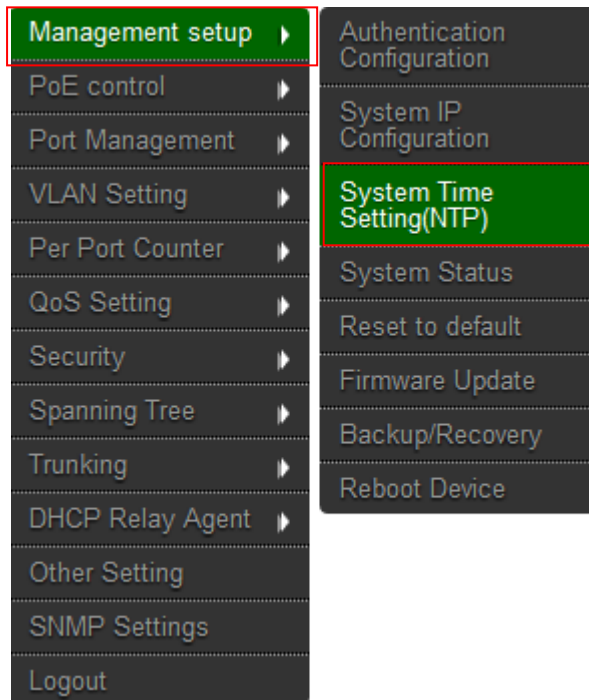 Management setup
PoE control
Port Management
VLAN Setting
Per Port Counter
QoS Setting
Security
Spanning Tree
Trunking
DHCP Relay Agent
Other Setting
SNMP Settings
Logout
Authentication
Configuration
System IP
Configuration
System Time
Setting(NTP)
System Status
Reset to default
Firmware Update
Backup/Recovery
Reboot Device